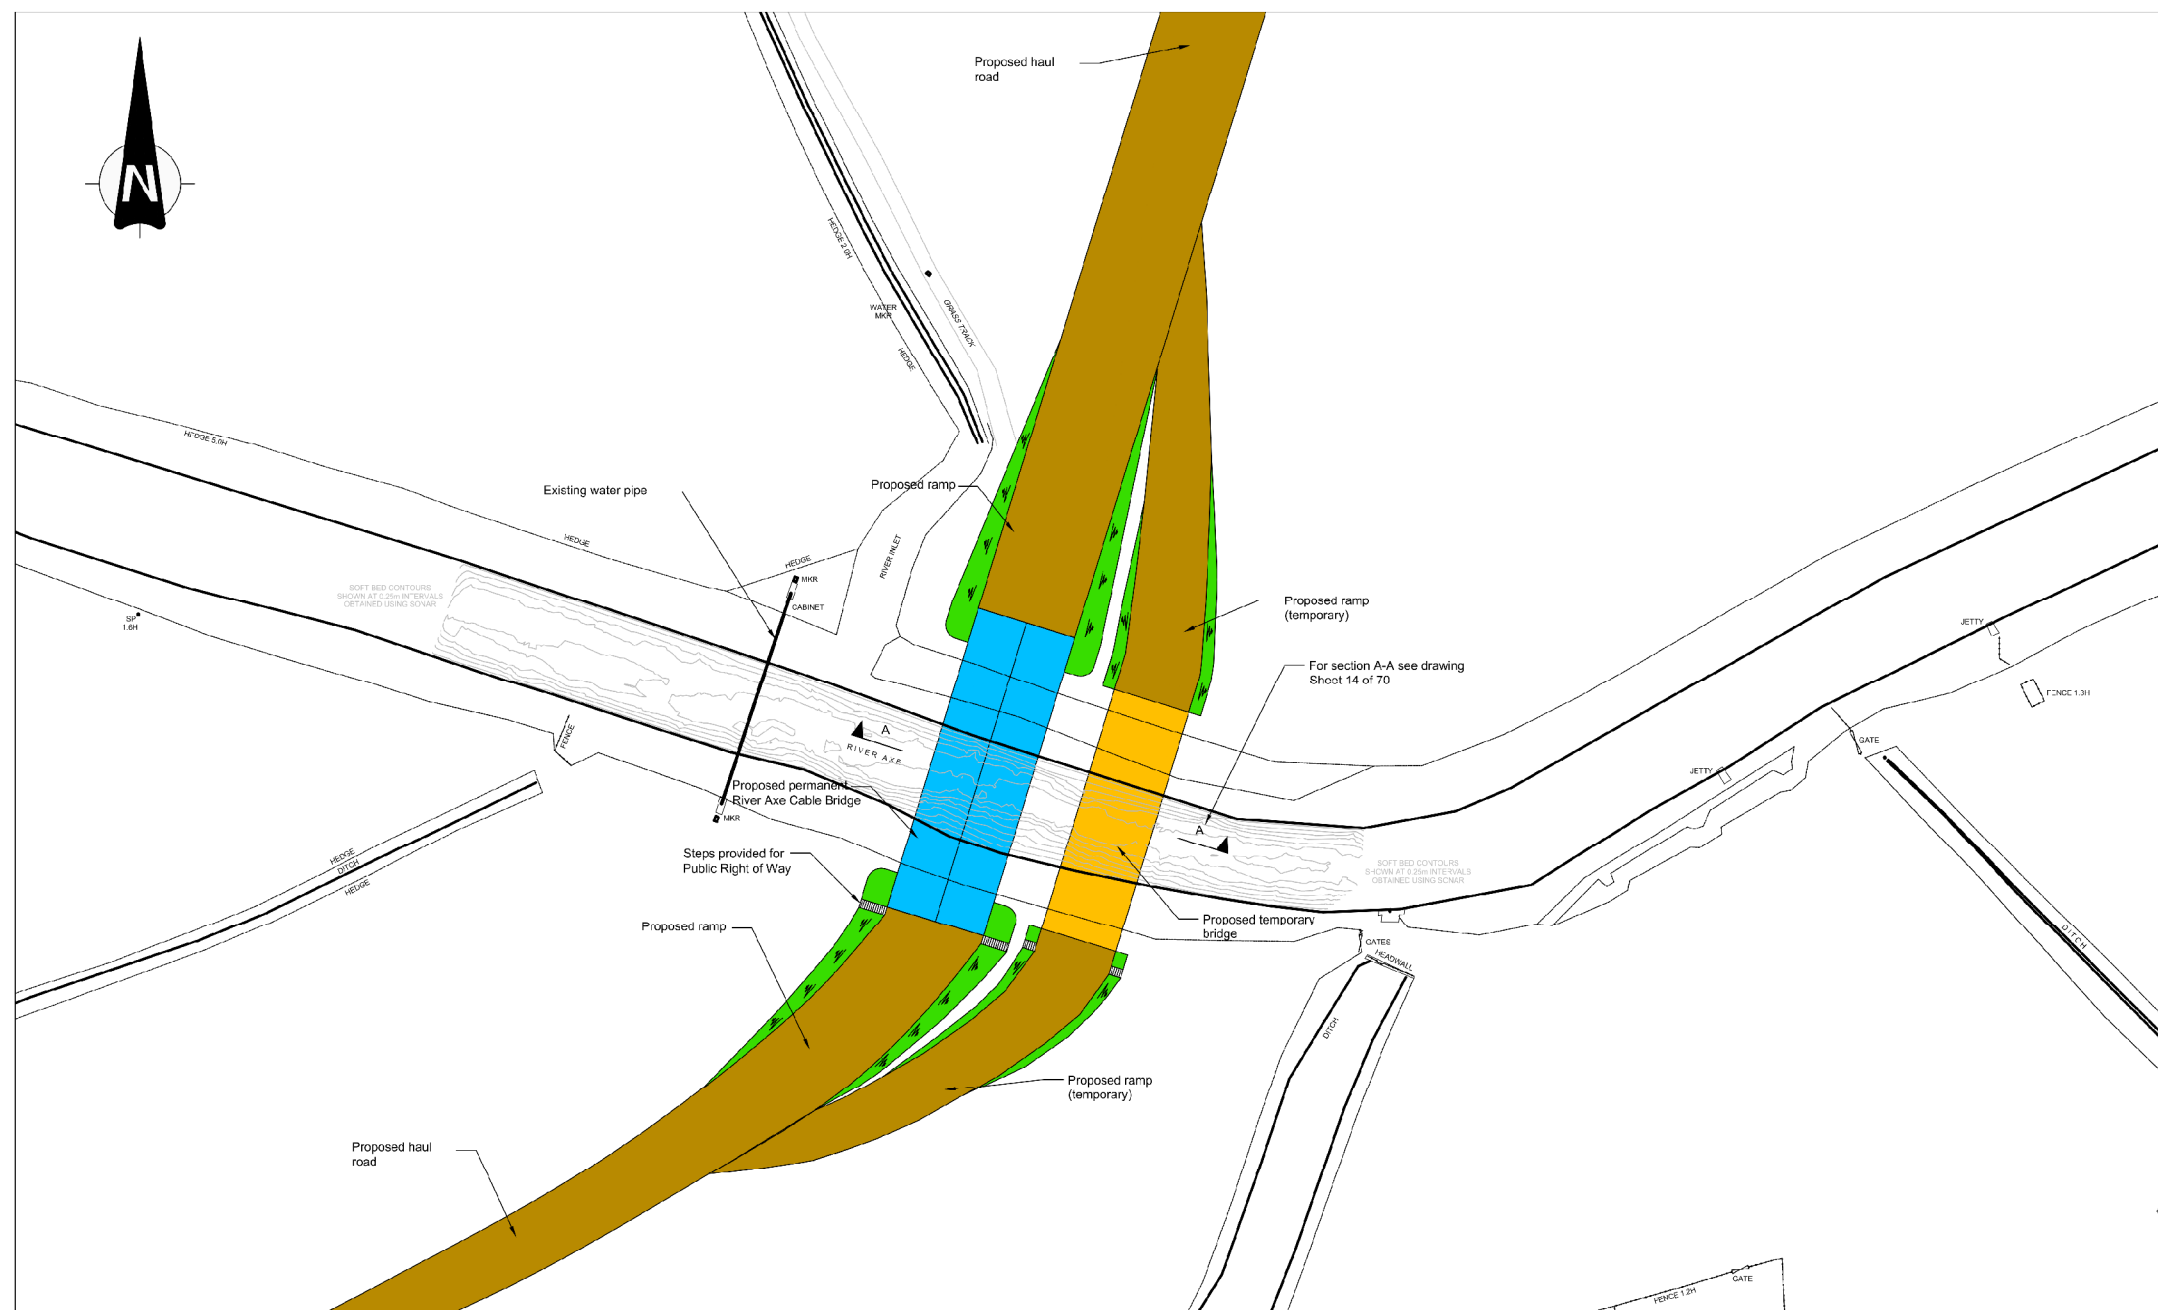 Proposed haul
road
N
HEDGE 2.0H
WATER
MKR
GRASS TRACK
HEDGE
HEDGE 5.0H
Existing water pipe
Proposed ramp
HEDGE
HEDGE
RIVER INLET
MKR
CABINET
SOFT BED CONTOURS
SHOWN AT 0.25m INTERVALS
OBTAINED USING SONAR
SP
1.6H
Proposed ramp
(temporary)
For section A-A see drawing
Sheet 14 of 70
JETTY
FENCE 1.3H
FENCE
A
RIVER AXE
GATE
JETTY
Proposed permanent
River Axe Cable Bridge
MKR
A
Steps provided for
Public Right of Way
HEDGE
DITCH
HEDGE
SOFT BED CONTOURS
SHOWN AT 0.25m INTERVALS
OBTAINED USING SONAR
Proposed ramp
Proposed temporary
bridge
GATES
HEADWALL
DITCH
DITCH
Proposed ramp
(temporary)
Proposed haul
road
GATE
FENCE 1.2H